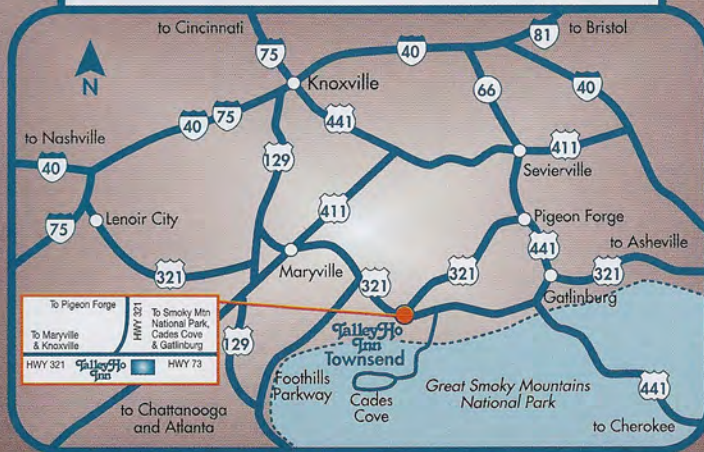 to Cincinnati
75
40
81
to Bristol
N
Knoxville
66
40
75
40
441
to Nashville
129
411
Sevierville
40
411
75
Lenoir City
Pigeon Forge
321
Maryville
321
321
441
to Asheville
321
Gatlinburg
To Pigeon Forge
HWY 321
To Smoky Mtn
National Park,
Cades Cove
& Gatlinburg
To Maryville
& Knoxville
HWY 321
TalleyHo
Inn
HWY 73
129
TalleyHo
Inn
Townsend
Foothills
Parkway
Cades
Cove
Great Smoky Mountains
National Park
441
to Chattanooga
and Atlanta
to Cherokee